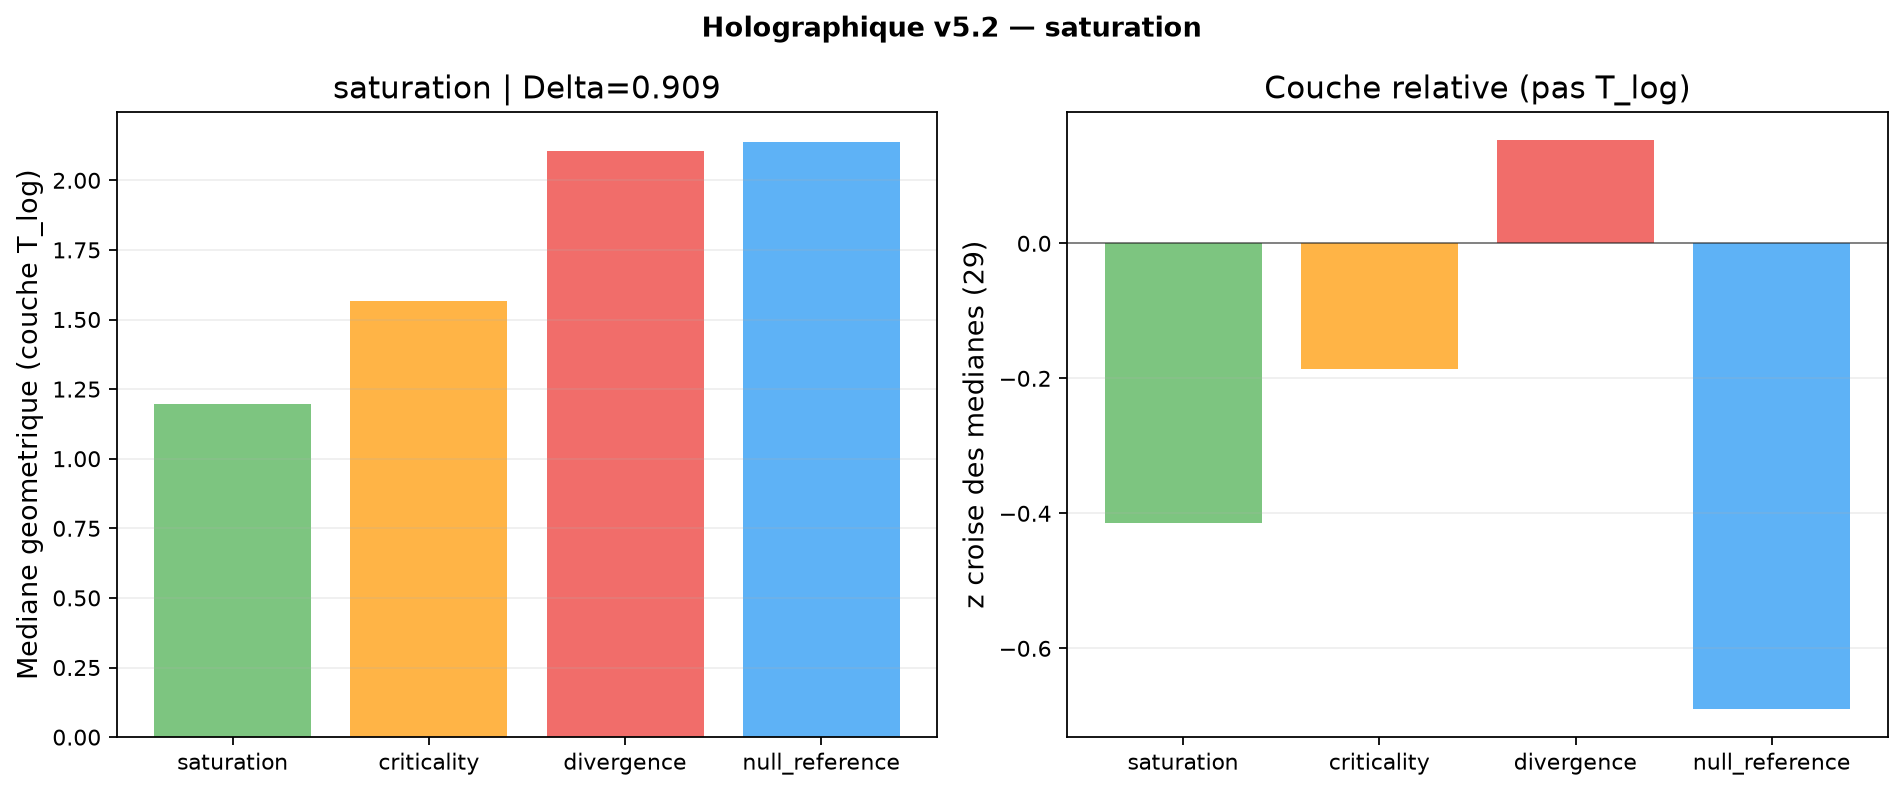 Holographique v5.2 — saturation
saturation | Delta=0.909
Mediane geometrique (couche T_log)
2.00
1.75
1.50
1.25
1.00
0.75
0.50
0.25
0.00
saturation criticality divergence null_reference
Couche relative (pas T_log)
z croise des medianes (29)
0.0
−0.2
−0.4
−0.6
saturation criticality divergence null_reference